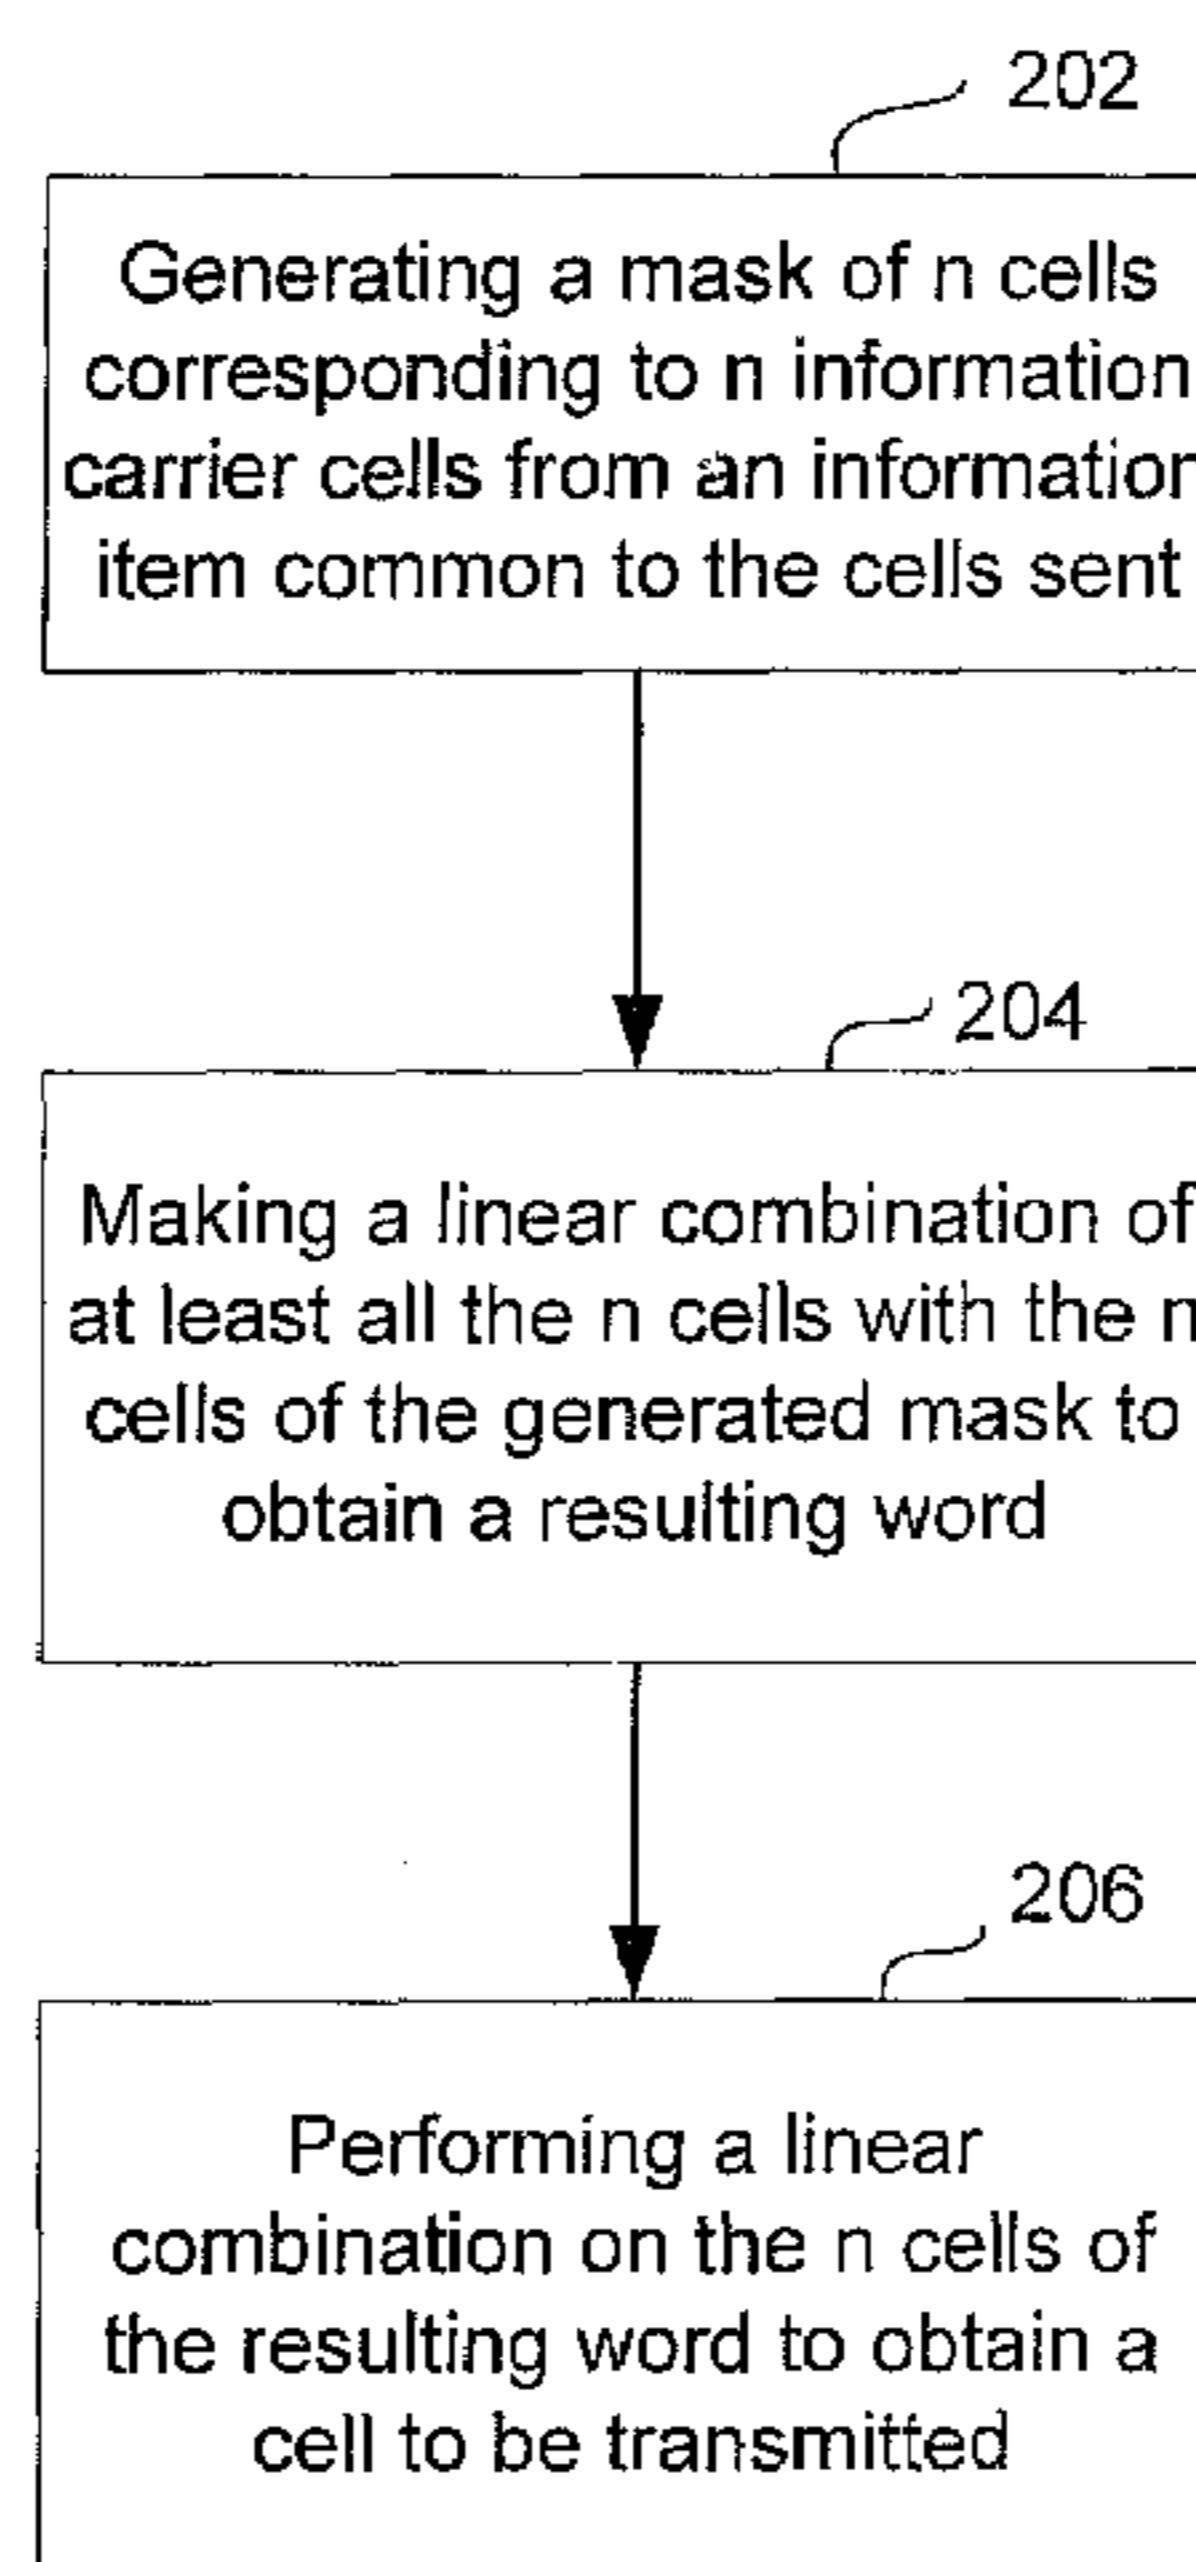 202
Generating a mask of n cells
corresponding to n information
carrier cells from an information
item common to the cells sent
204
Making a linear combination of
at least all the n cells with the n
cells of the generated mask to
obtain a resulting word
206
Performing a linear
combination on the n cells of
the resulting word to obtain a
cell to be transmitted